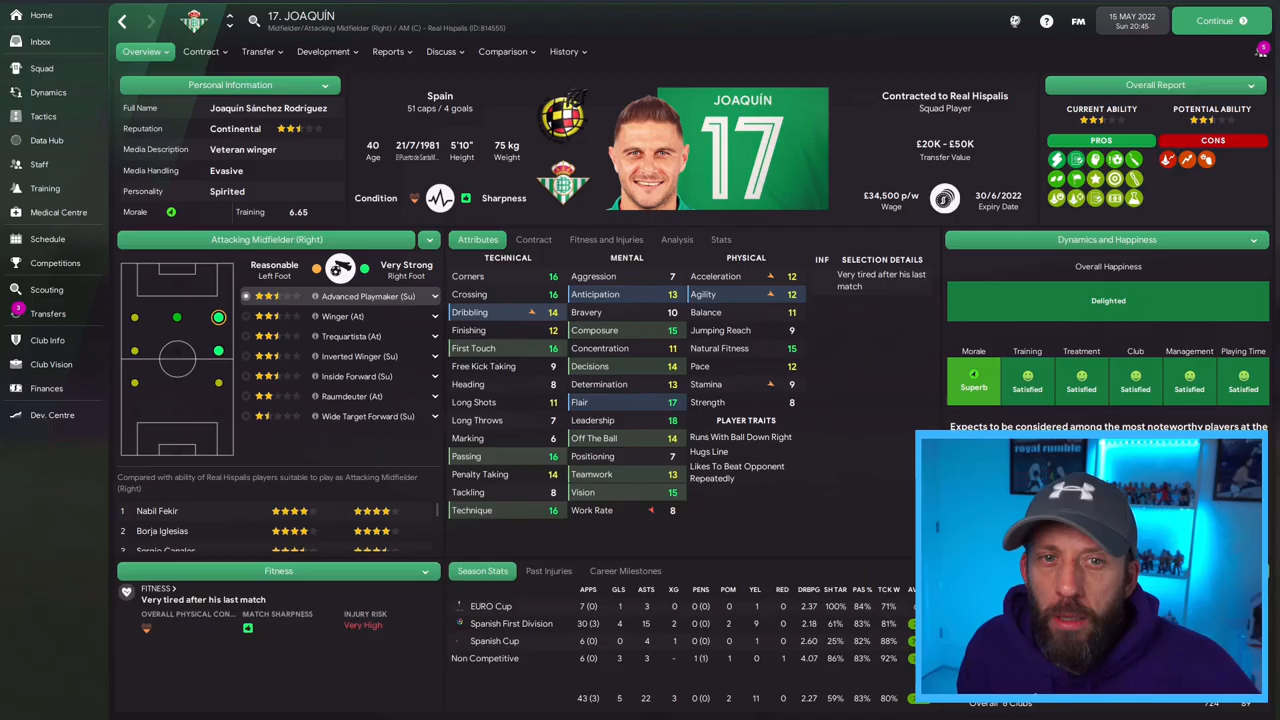 Home
Inbox
Squad
Dynamics
Tactics
Data Hub
Staff
Training
Medical Centre
Schedule
Competitions
Scouting
3
Transfers
Club Info
Club Vision
Finances
Dev. Centre
17. JOAQUÍN
Midfielder/Attacking Midfielder (Right) / AM (C) - Real Hispalis (ID:814555)
FM
15 MAY 2022
Sun 20:45
Continue
5
Overview
Contract
Transfer
Development
Reports
Discuss
Comparison
History
Personal Information
Full Name Joaquín Sánchez Rodríguez
Reputation Continental
Media Description Veteran winger
Media Handling Evasive
Personality Spirited
Morale Training 6.65
Spain
51 caps / 4 goals
40 21/7/1981 5'10" 75 kg
Age Height Weight
Condition Sharpness
JOAQUÍN
17
Contracted to Real Hispalis
Squad Player
£20K - £50K
Transfer Value
£34,500 p/w 30/6/2022
Wage Expiry Date
Overall Report
CURRENT ABILITY POTENTIAL ABILITY
PROS CONS
Attacking Midfielder (Right)
Reasonable Very Strong
Left Foot Right Foot
Advanced Playmaker (Su)
Winger (At)
Trequartista (At)
Inverted Winger (Su)
Inside Forward (Su)
Raumdeuter (At)
Wide Target Forward (Su)
Compared with ability of Real Hispalis players suitable to play as Attacking Midfielder
(Right)
1 Nabil Fekir
2 Borja Iglesias
3 Sergio Canales
Attributes Contract Fitness and Injuries Analysis Stats
TECHNICAL MENTAL PHYSICAL
Corners 16 Aggression 7 Acceleration 12
Crossing 16 Anticipation 13 Agility 12
Dribbling 14 Bravery 10 Balance 11
Finishing 12 Composure 15 Jumping Reach 9
First Touch 16 Concentration 11 Natural Fitness 15
Free Kick Taking 9 Decisions 14 Pace 12
Heading 8 Determination 13 Stamina 9
Long Shots 11 Flair 17 Strength 8
Long Throws 7 Leadership 18 PLAYER TRAITS
Marking 6 Off The Ball 14 Runs With Ball Down Right
Passing 16 Positioning 7 Hugs Line
Penalty Taking 14 Teamwork 13 Likes To Beat Opponent
Tackling 8 Vision 15 Repeatedly
Technique 16 Work Rate 8
INF SELECTION DETAILS
Very tired after his last
match
Dynamics and Happiness
Overall Happiness
Delighted
Morale Training Treatment Club Management Playing Time
Superb Satisfied Satisfied Satisfied Satisfied Satisfied
Expects to be considered among the most noteworthy players at the
royal rumble
Fitness
FITNESS
Very tired after his last match
OVERALL PHYSICAL CON... MATCH SHARPNESS INJURY RISK
Very High
Season Stats Past Injuries Career Milestones
APPS GLS ASTS XG PENS POM YEL RED DRBPG SH TAR PAS % TCK W
EURO Cup 7 (0) 1 3 0 0 (0) 0 1 0 2.37 100% 84% 71%
Spanish First Division 30 (3) 4 15 2 0 (0) 2 9 0 2.18 61% 83% 81%
Spanish Cup 6 (0) 0 4 1 0 (0) 0 1 0 2.60 25% 82% 88%
Non Competitive 6 (0) 3 3 - 1 (1) 1 0 1 4.07 86% 83% 92%
43 (3) 5 22 3 0 (0) 2 11 0 2.27 59% 83% 80%